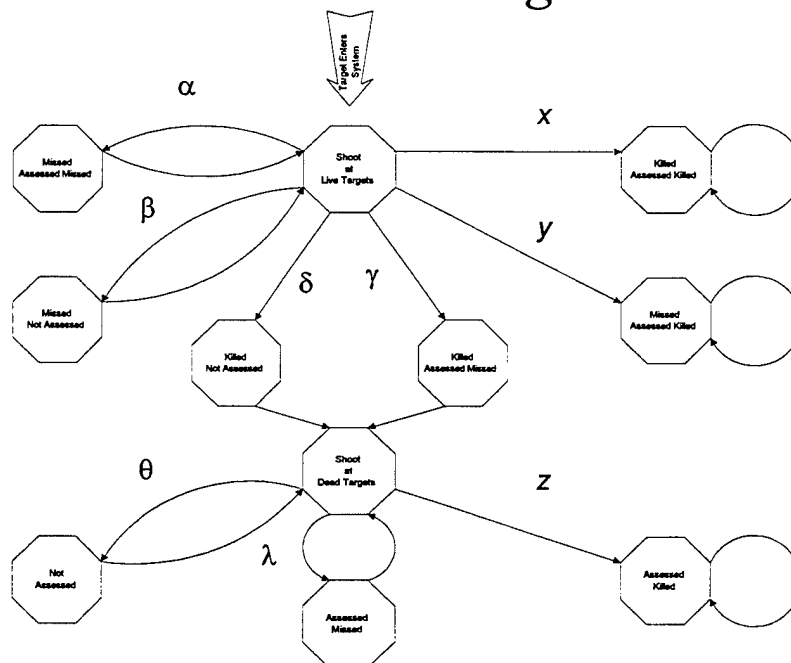 g
Target Enters
System
α
x
Missed
Assessed Missed
Shoot
at
Live Targets
Killed
Assessed Killed
β
y
δ
γ
Missed
Not Assessed
Missed
Assessed Killed
Killed
Not Assessed
Killed
Assessed Missed
Shoot
at
Dead Targets
θ
z
λ
Not
Assessed
Assessed
Killed
Assessed
Missed